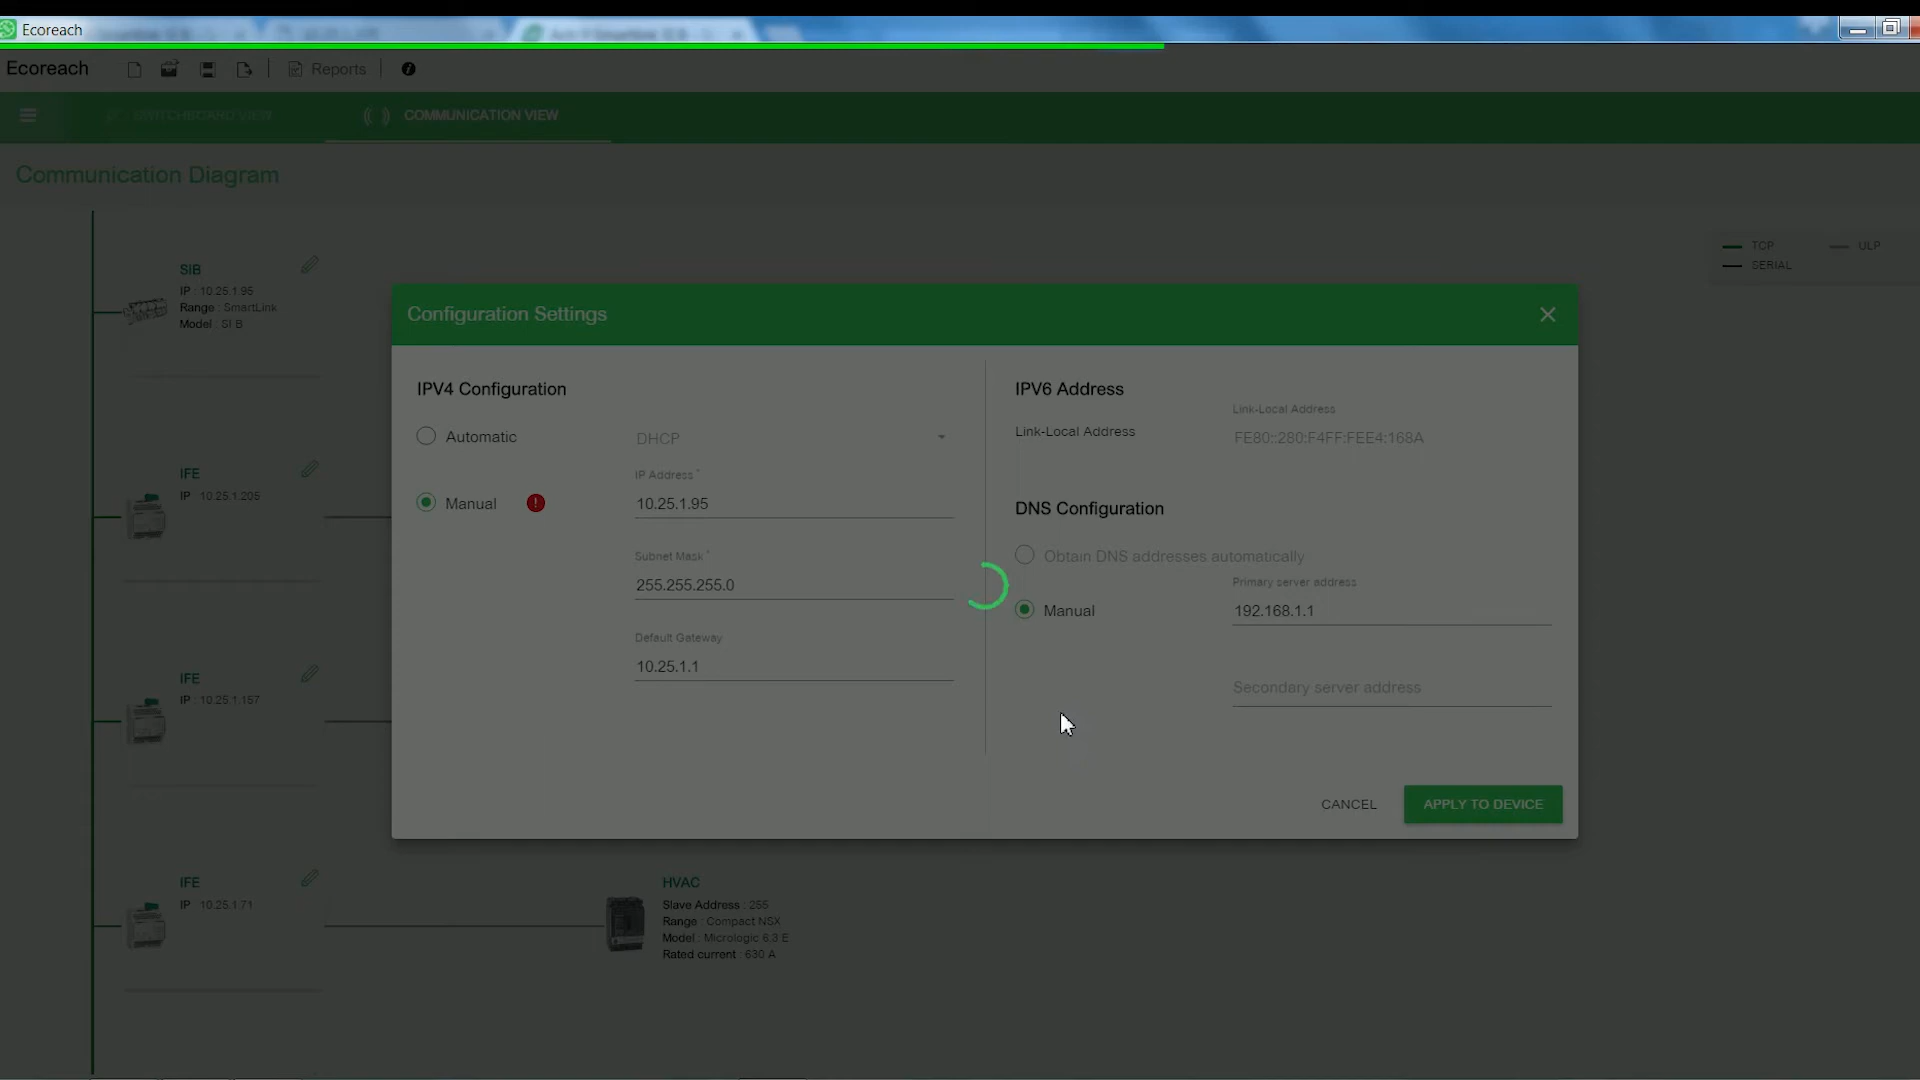 Ecoreach
Ecoreach
Reports
SWITCHBOARD VIEW
COMMUNICATION VIEW
Communication Diagram
TCP
ULP
SERIAL
SIB
IP : 10.25.1.95
Range : SmartLink
Model : SI B
IFE
IP : 10.25.1.205
IFE
IP : 10.25.1.157
IFE
IP : 10.25.1.71
HVAC
Slave Address : 255
Range : Compact NSX
Model : Micrologic 6.3 E
Rated current : 630 A
Configuration Settings
IPV4 Configuration
Automatic
DHCP
Manual
IP Address *
10.25.1.95
Subnet Mask *
255.255.255.0
Default Gateway
10.25.1.1
IPV6 Address
Link-Local Address
Link-Local Address
FE80::280:F4FF:FEE4:168A
DNS Configuration
Obtain DNS addresses automatically
Manual
Primary server address
192.168.1.1
Secondary server address
CANCEL
APPLY TO DEVICE